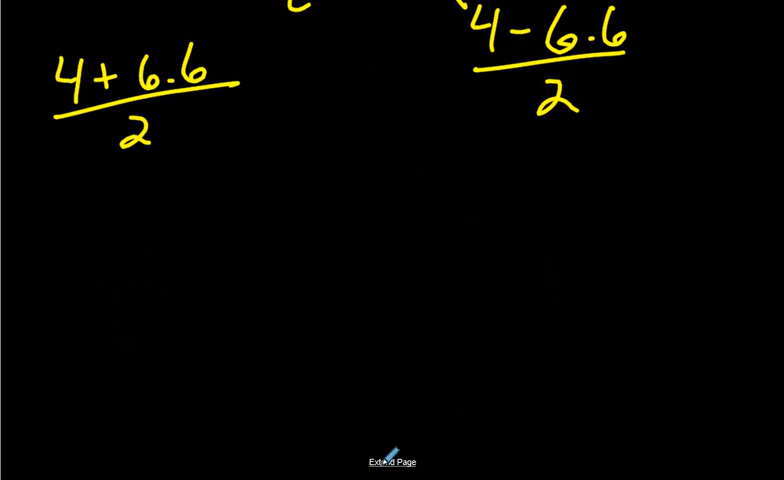 4 + 6.6
2
4 - 6.6
2
Extend Page